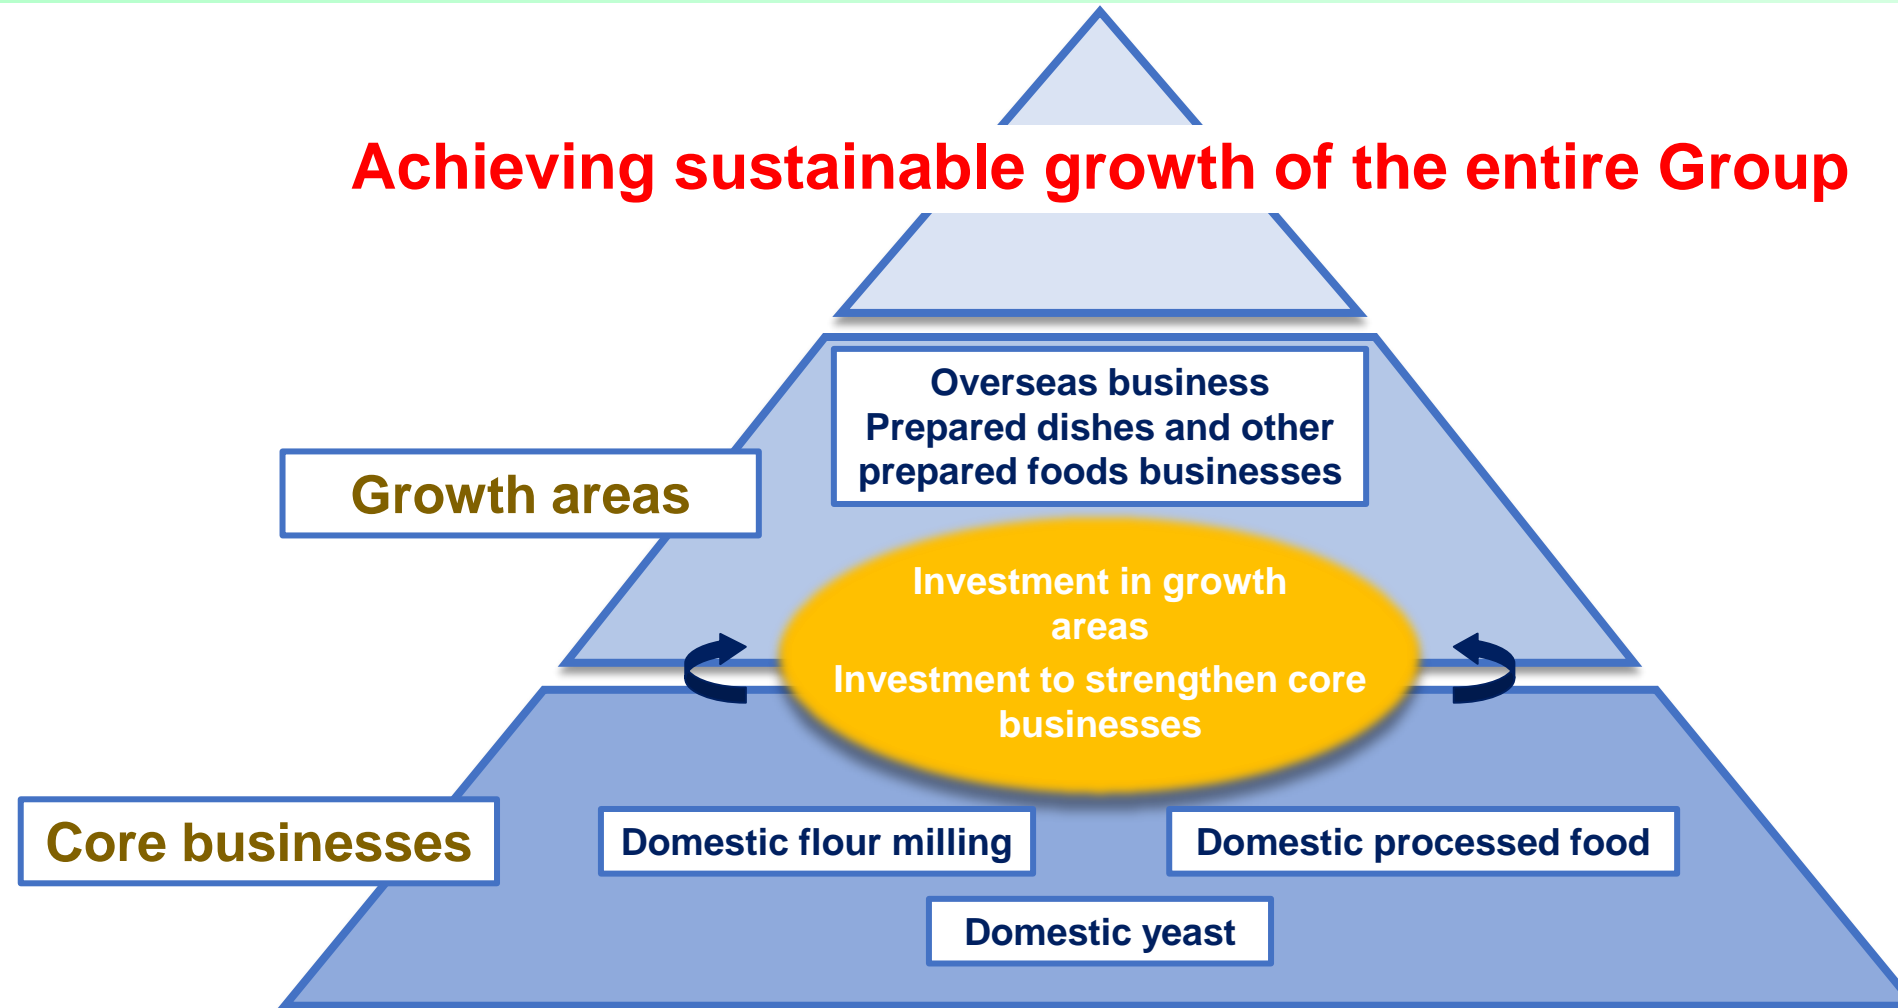 Achieving sustainable growth of the entire Group
Overseas business
Prepared dishes and other
prepared foods businesses
Growth areas
Investment in growth
areas
Investment to strengthen core
businesses
Core businesses
Domestic flour milling
Domestic processed food
Domestic yeast